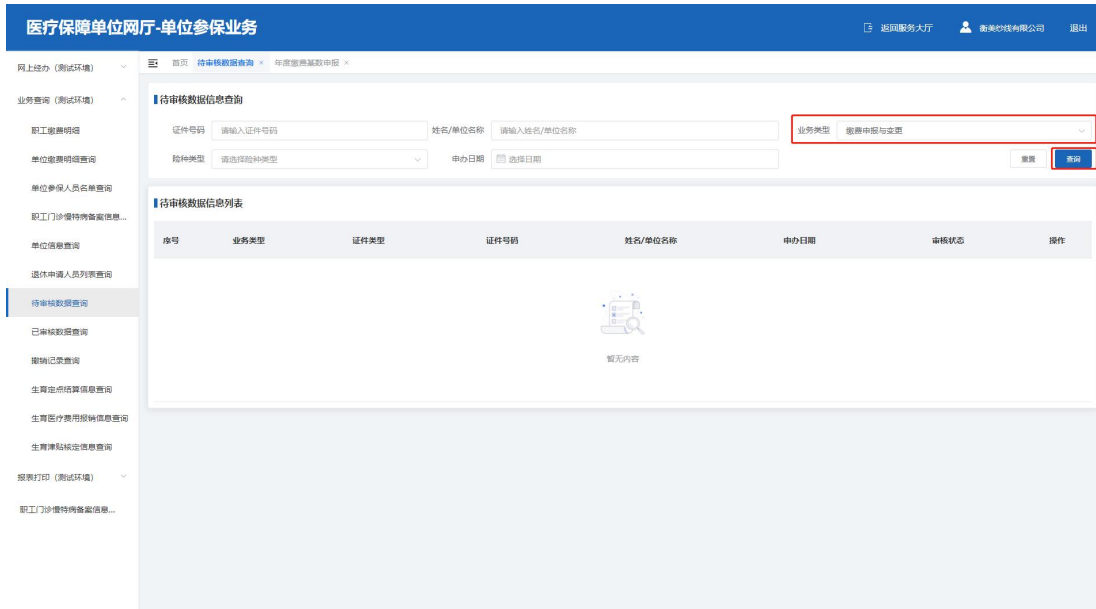 医疗保障单位网厅-单位参保业务
返回服务大厅 衡美纱线有限公司 退出
网上经办（测试环境）
首页 待审核数据查询 × 年度缴费基数申报 ×
业务查询（测试环境）
职工缴费明细
单位缴费明细查询
单位参保人员名单查询
职工门诊慢特病备案信息...
单位信息查询
退休申请人员列表查询
待审核数据查询
已审核数据查询
撤销记录查询
生育定点结算信息查询
生育医疗费用报销信息查询
生育津贴核定信息查询
报表打印（测试环境）
职工门诊慢特病备案信息...
待审核数据信息查询
证件号码 请输入证件号码 姓名/单位名称 请输入姓名/单位名称 业务类型 缴费申报与变更
险种类型 请选择险种类型 申办日期 选择日期 重置 查询
待审核数据信息列表
序号 业务类型 证件类型 证件号码 姓名/单位名称 申办日期 审核状态 操作
暂无内容